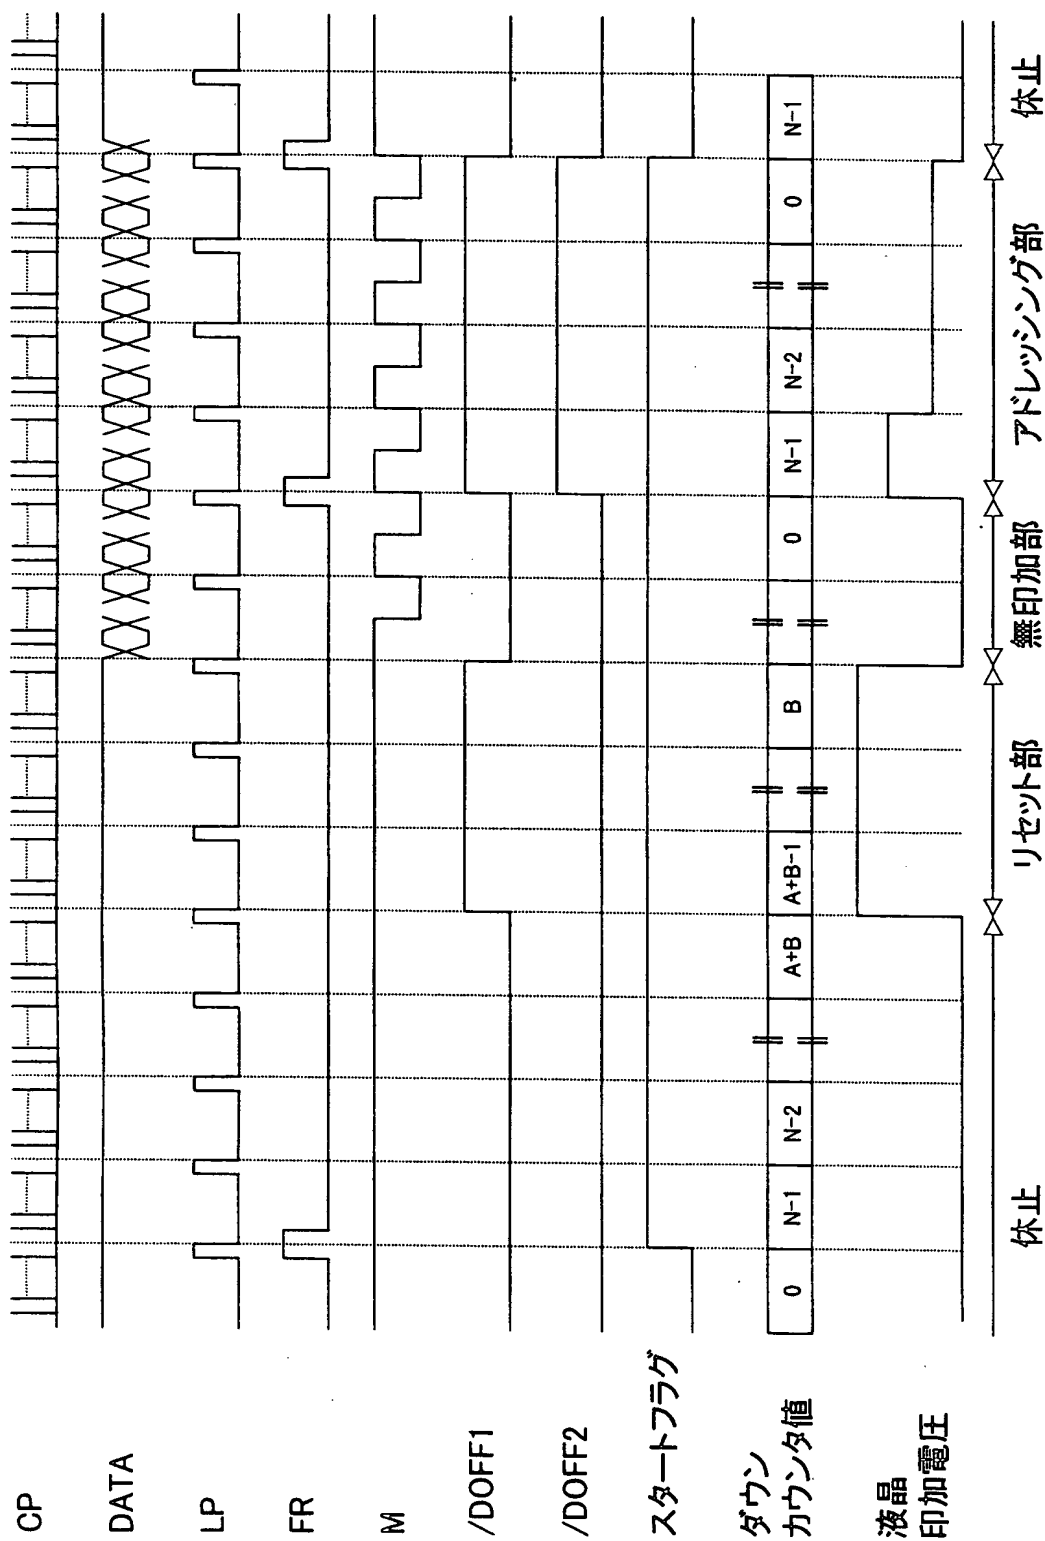 CP
DATA
LP
FR
M
/DOFF1
/DOFF2
スタートフラグ
ダウン
カウンタ値
0 N-1 N-2 A+B A+B-1 B 0 N-1 N-2 0 N-1
液晶
印加電圧
休止 リセット部 無印加部 アドレッシング部 休止